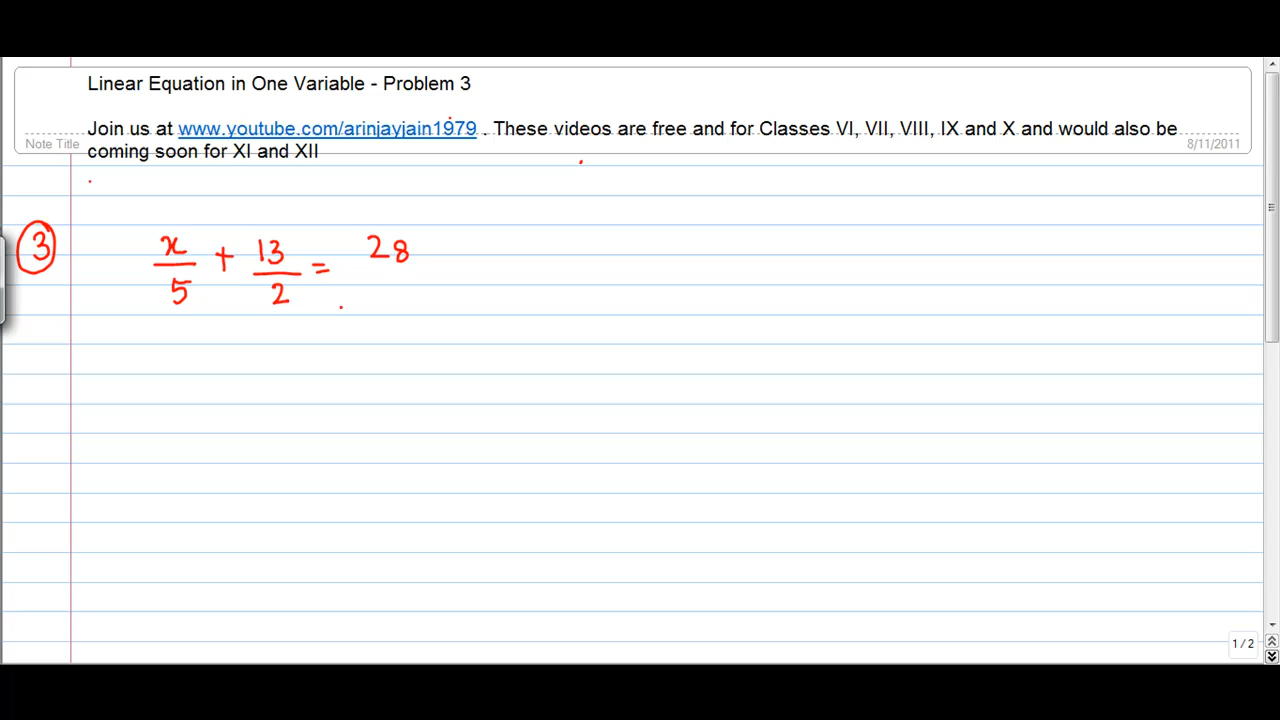 Linear Equation in One Variable - Problem 3
Join us at www.youtube.com/arinjayjain1979 . These videos are free and for Classes VI, VII, VIII, IX and X and would also be
Note Title
8/11/2011
coming soon for XI and XII
3
x/5 + 13/2 = 28
1 / 2